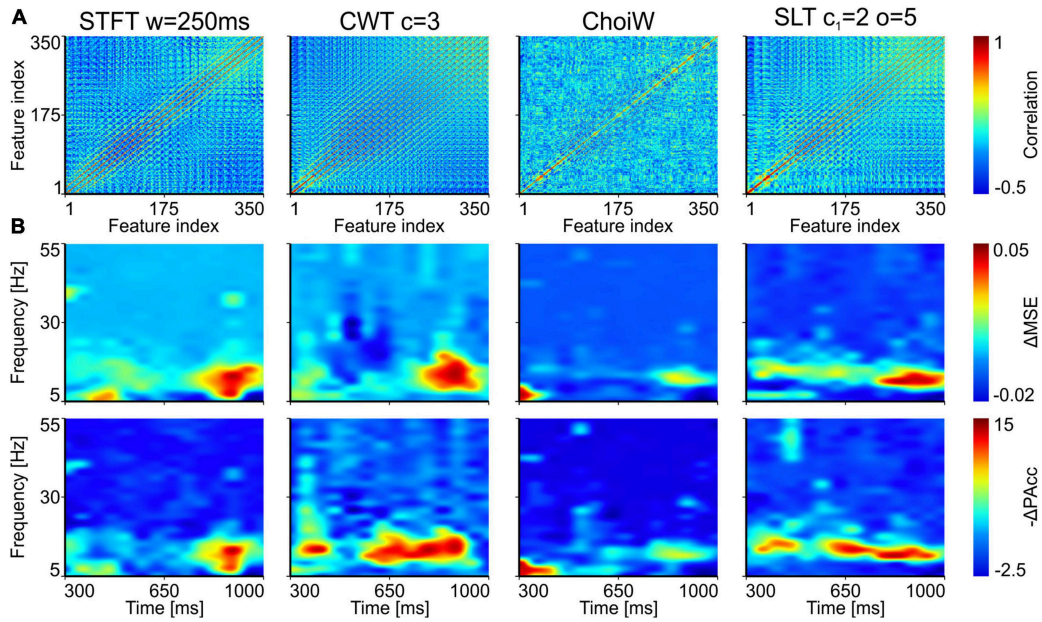 A
STFT w=250ms
CWT c=3
ChoiW
SLT c₁=2 o=5
Feature index
350
175
1
1
-0.5
Correlation
1 175 350
1 175 350
1 175 350
1 175 350
Feature index
Feature index
Feature index
Feature index
B
Frequency [Hz]
55
30
5
0.05
-0.02
ΔMSE
Frequency [Hz]
55
30
5
15
-2.5
-ΔPAcc
300 650 1000
300 650 1000
300 650 1000
300 650 1000
Time [ms]
Time [ms]
Time [ms]
Time [ms]